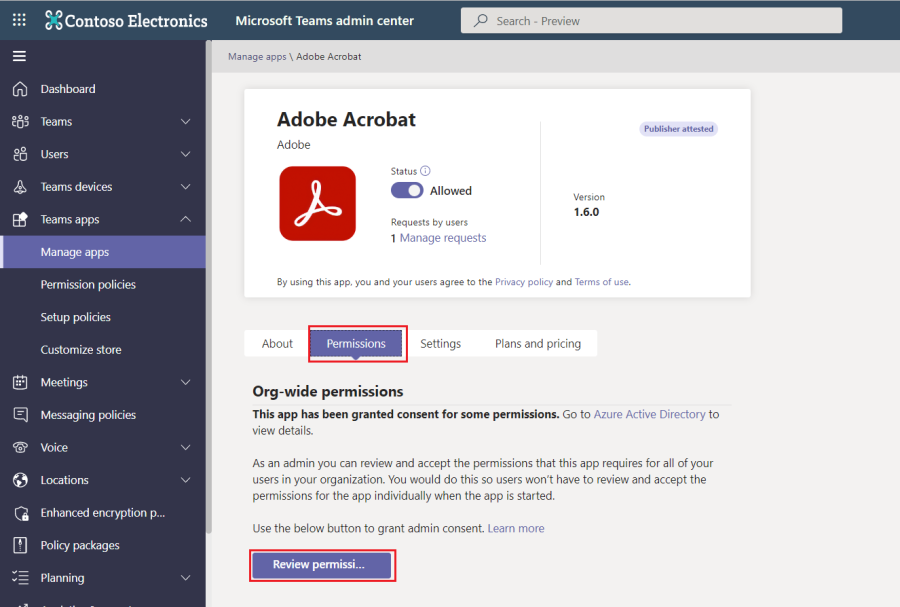 Contoso Electronics
Microsoft Teams admin center
Search - Preview
Dashboard
Teams
Users
Teams devices
Teams apps
Manage apps
Permission policies
Setup policies
Customize store
Meetings
Messaging policies
Voice
Locations
Enhanced encryption p...
Policy packages
Planning
Manage apps \ Adobe Acrobat
Adobe Acrobat
Adobe
Publisher attested
Status
Allowed
Requests by users
1 Manage requests
Version
1.6.0
By using this app, you and your users agree to the Privacy policy and Terms of use.
About
Permissions
Settings
Plans and pricing
Org-wide permissions
This app has been granted consent for some permissions. Go to Azure Active Directory to
view details.
As an admin you can review and accept the permissions that this app requires for all of your
users in your organization. You would do this so users won't have to review and accept the
permissions for the app individually when the app is started.
Use the below button to grant admin consent. Learn more
Review permissi...